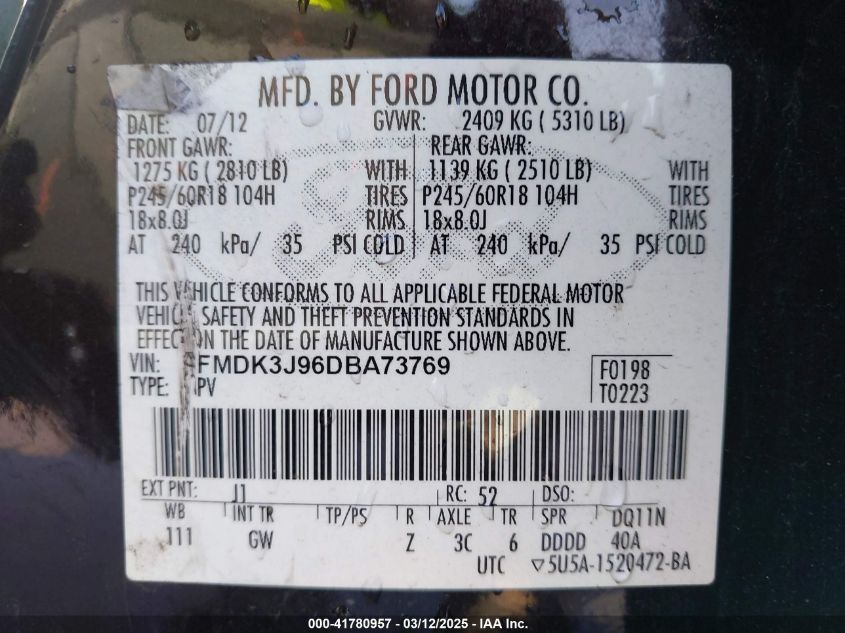 MFD. BY FORD MOTOR CO.
DATE: 07/12 GVWR: 2409 KG ( 5310 LB)
FRONT GAWR: REAR GAWR:
1275 KG ( 2810 LB) WITH 1139 KG ( 2510 LB) WITH
P245/60R18 104H TIRES P245/60R18 104H TIRES
18x8.0J RIMS 18x8.0J RIMS
AT 240 kPa/ 35 PSI COLD AT 240 kPa/ 35 PSI COLD
THIS VEHICLE CONFORMS TO ALL APPLICABLE FEDERAL MOTOR
VEHICLE SAFETY AND THEFT PREVENTION STANDARDS IN
EFFECT ON THE DATE OF MANUFACTURE SHOWN ABOVE.
VIN: FMDK3J96DBA73769 F0198
TYPE: PV T0223
EXT PNT: J1 RC: 52 DSO:
WB INT TR TP/PS R AXLE TR SPR DQ11N
111 GW Z 3C 6 DDDD 40A
UTC ▽5U5A-1520472-BA
000-41780957 - 03/12/2025 - IAA Inc.